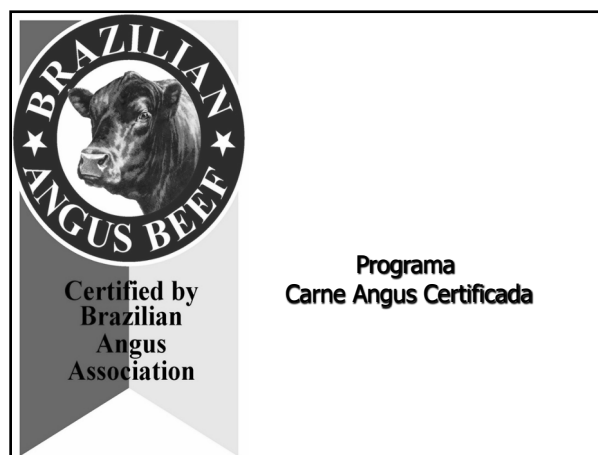 BRAZILIAN
ANGUS BEEF
Certified by
Brazilian
Angus
Association
Programa
Carne Angus Certificada